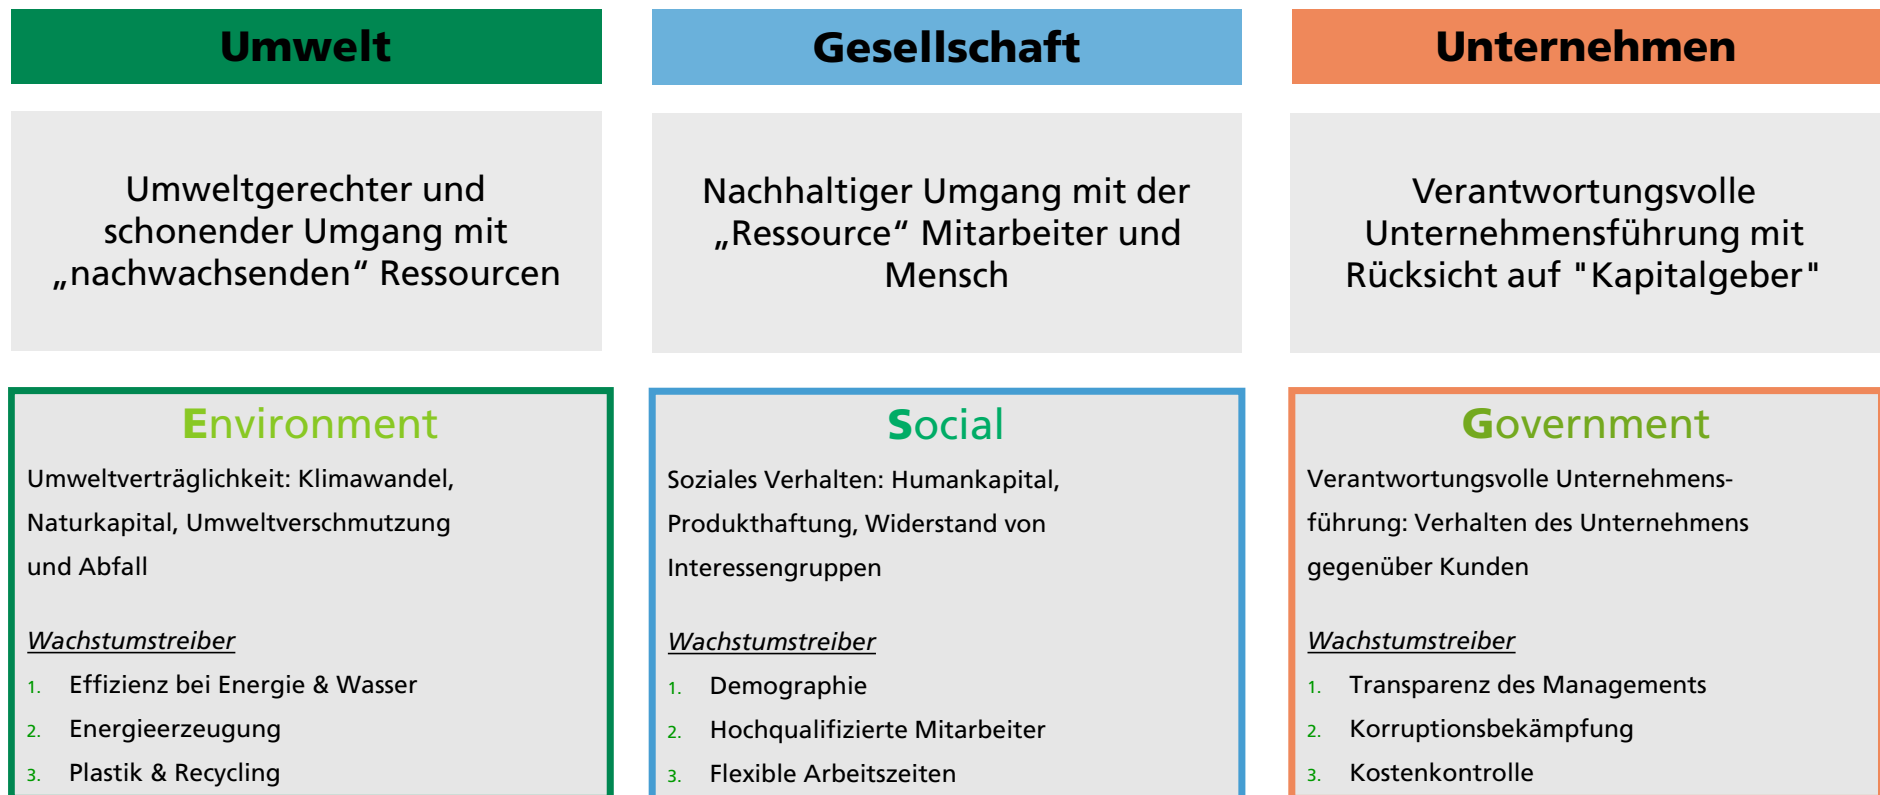 Umwelt
Umweltgerechter und
schonender Umgang mit
„nachwachsenden“ Ressourcen
Environment
Umweltverträglichkeit: Klimawandel,
Naturkapital, Umweltverschmutzung
und Abfall
Wachstumstreiber
1. Effizienz bei Energie & Wasser
2. Energieerzeugung
3. Plastik & Recycling
Gesellschaft
Nachhaltiger Umgang mit der
„Ressource“ Mitarbeiter und
Mensch
Social
Soziales Verhalten: Humankapital,
Produkthaftung, Widerstand von
Interessengruppen
Wachstumstreiber
1. Demographie
2. Hochqualifizierte Mitarbeiter
3. Flexible Arbeitszeiten
Unternehmen
Verantwortungsvolle
Unternehmensführung mit
Rücksicht auf "Kapitalgeber"
Government
Verantwortungsvolle Unternehmens-
führung: Verhalten des Unternehmens
gegenüber Kunden
Wachstumstreiber
1. Transparenz des Managements
2. Korruptionsbekämpfung
3. Kostenkontrolle